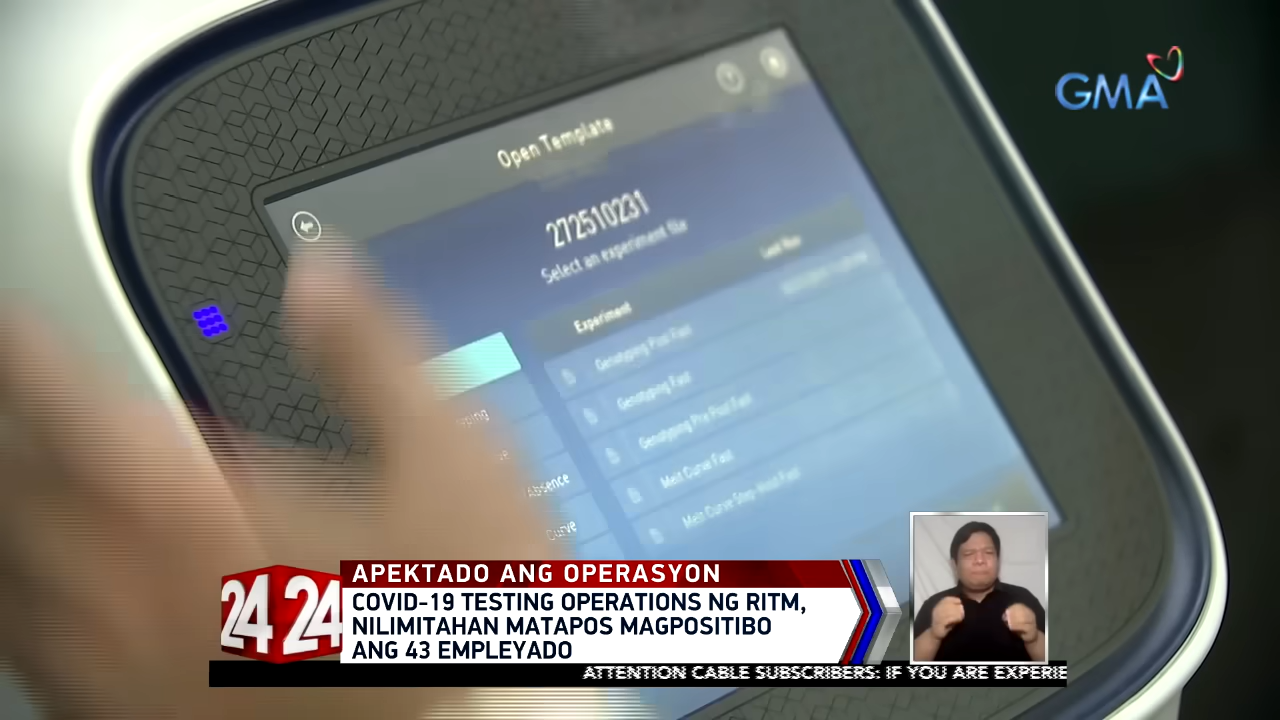 GMA
Open Template
272510231
Select an experiment file
Experiment
Last Run
Genotyping Post Fast
Genotyping Fast
Genotyping Pre Post Fast
Absence
Melt Curve Fast
Curve
Melt Curve Step Hold Fast
24 24
APEKTADO ANG OPERASYON
COVID-19 TESTING OPERATIONS NG RITM,
NILIMITAHAN MATAPOS MAGPOSITIBO
ANG 43 EMPLEYADO
ATTENTION CABLE SUBSCRIBERS: IF YOU ARE EXPERIE